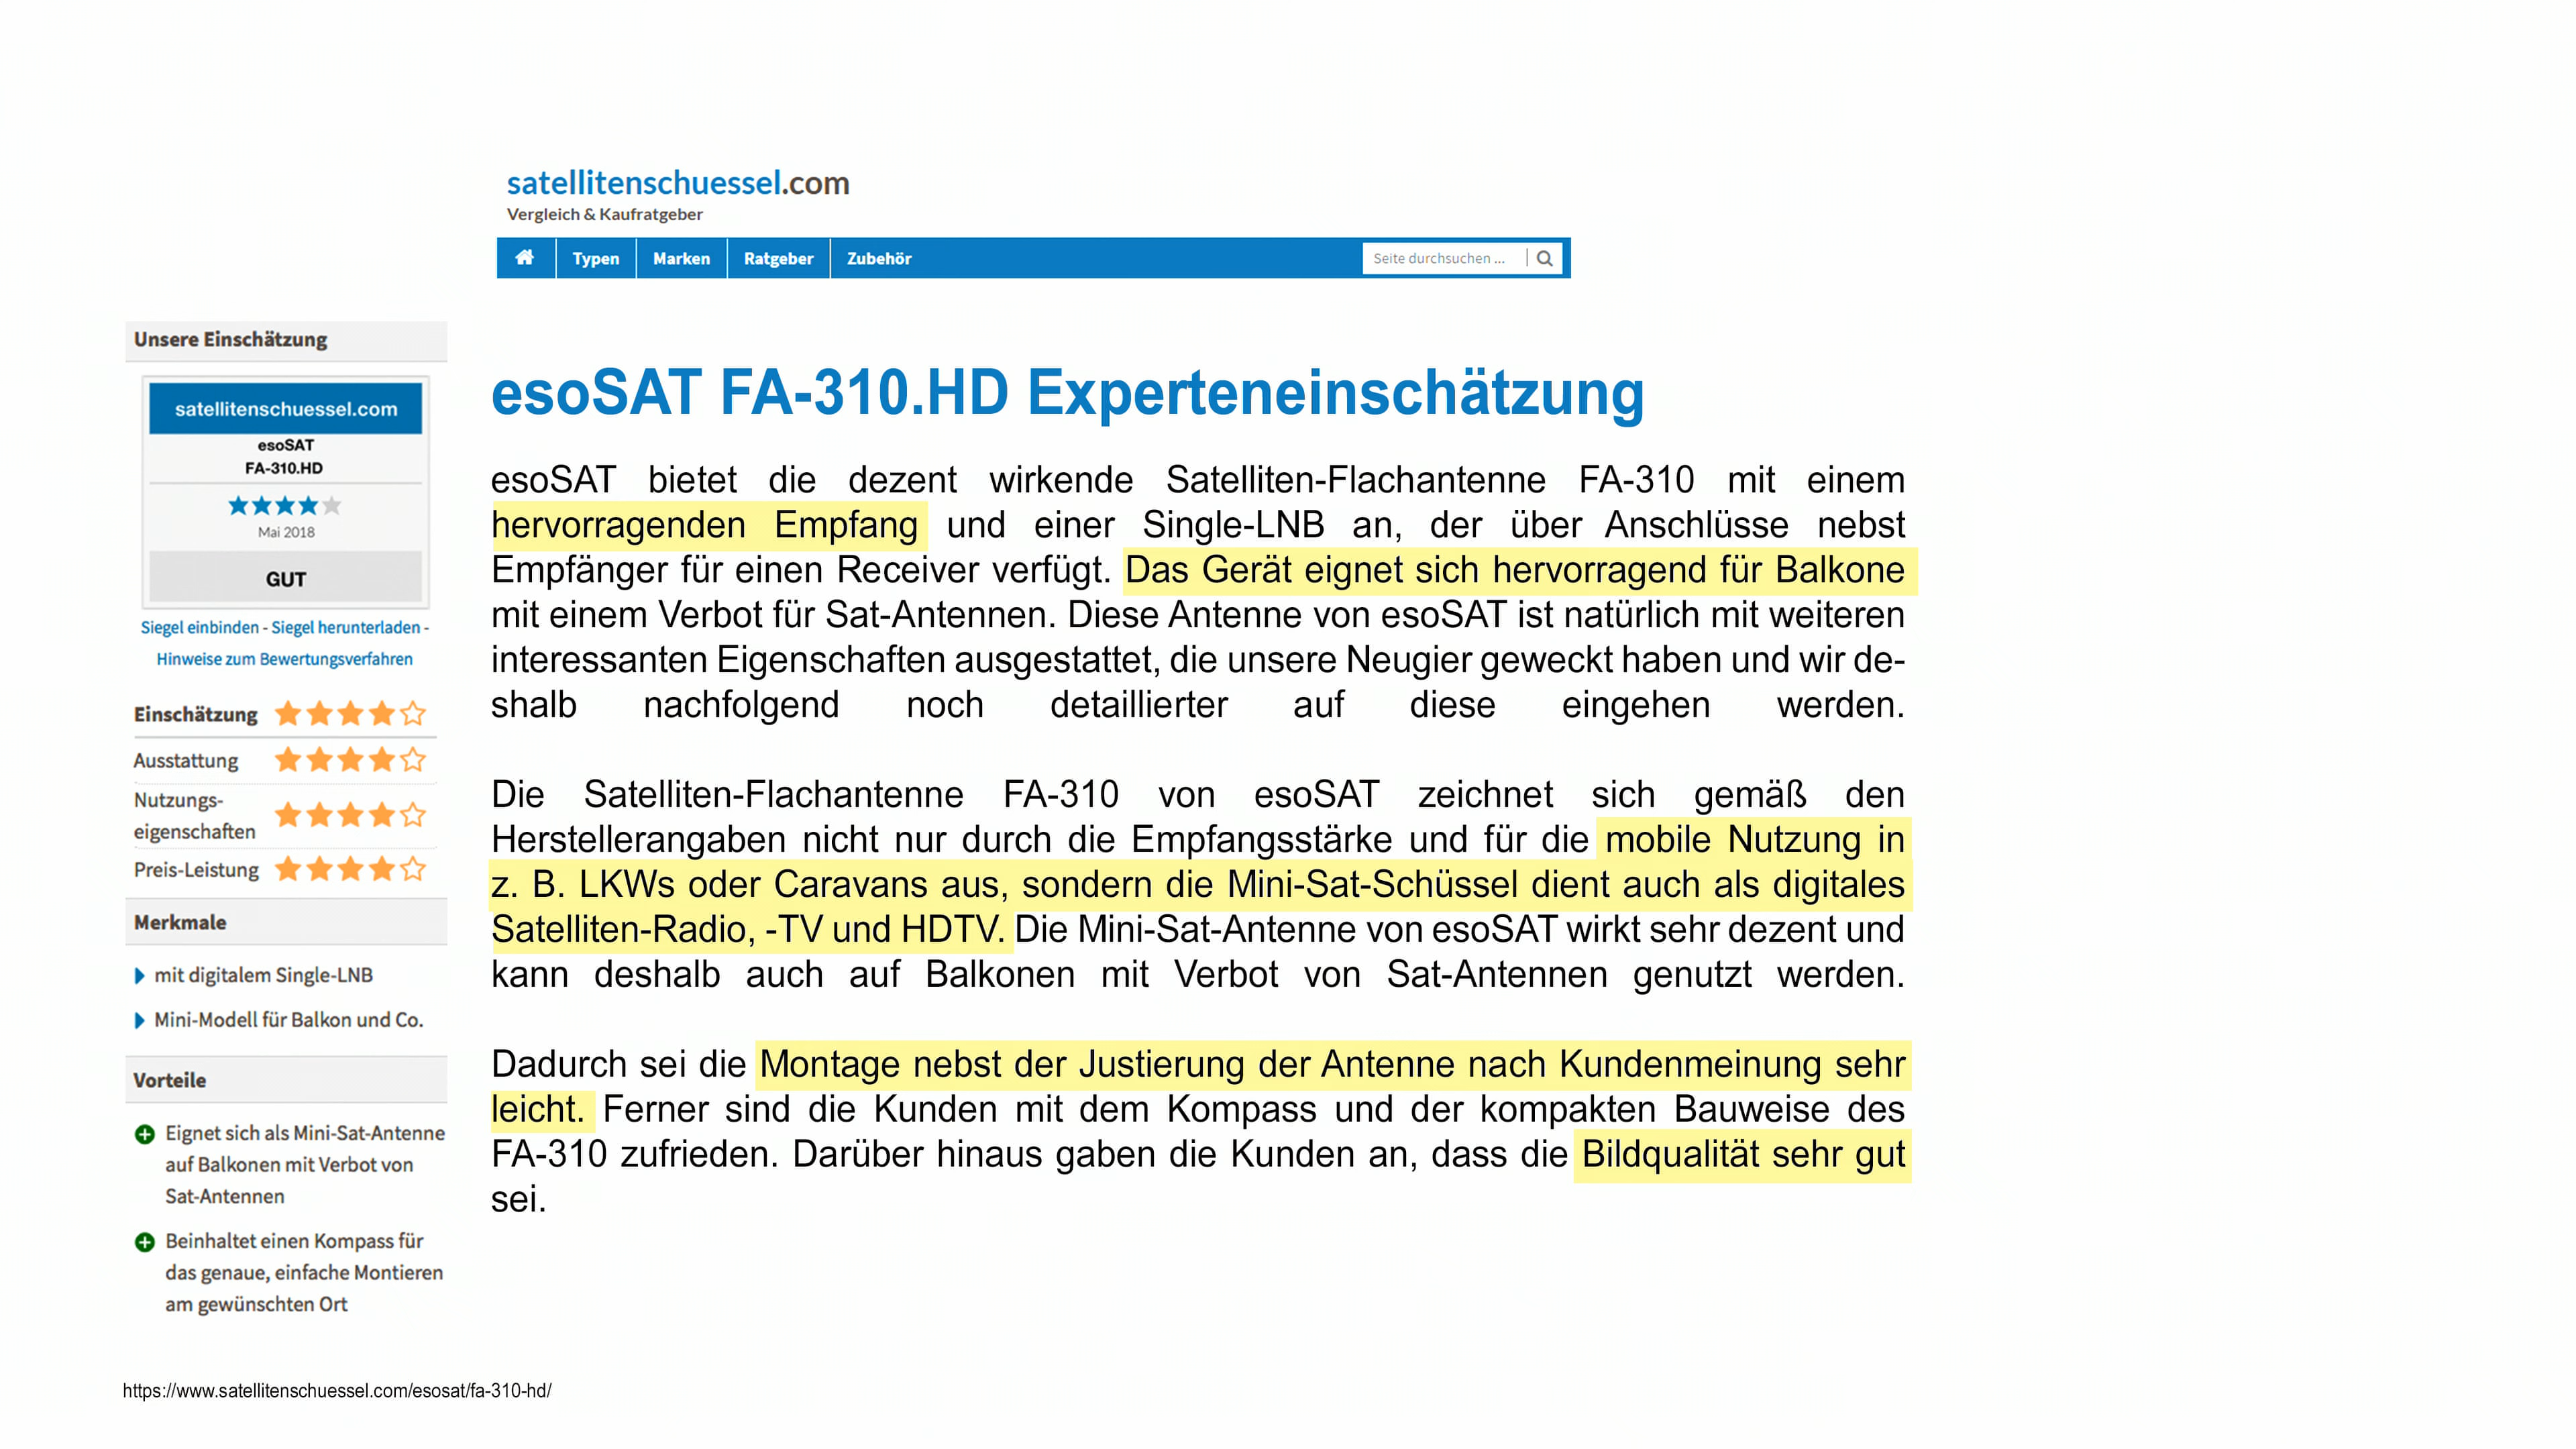 satellitenschuessel.com
Vergleich & Kaufratgeber
Typen Marken Ratgeber Zubehör Seite durchsuchen ...
Unsere Einschätzung
satellitenschuessel.com
esoSAT
FA-310.HD
Mai 2018
GUT
Siegel einbinden - Siegel herunterladen -
Hinweise zum Bewertungsverfahren
Einschätzung
Ausstattung
Nutzungs-
eigenschaften
Preis-Leistung
Merkmale
mit digitalem Single-LNB
Mini-Modell für Balkon und Co.
Vorteile
Eignet sich als Mini-Sat-Antenne
auf Balkonen mit Verbot von
Sat-Antennen
Beinhaltet einen Kompass für
das genaue, einfache Montieren
am gewünschten Ort
esoSAT FA-310.HD Experteneinschätzung
esoSAT bietet die dezent wirkende Satelliten-Flachantenne FA-310 mit einem
hervorragenden Empfang und einer Single-LNB an, der über Anschlüsse nebst
Empfänger für einen Receiver verfügt. Das Gerät eignet sich hervorragend für Balkone
mit einem Verbot für Sat-Antennen. Diese Antenne von esoSAT ist natürlich mit weiteren
interessanten Eigenschaften ausgestattet, die unsere Neugier geweckt haben und wir de-
shalb nachfolgend noch detaillierter auf diese eingehen werden.
Die Satelliten-Flachantenne FA-310 von esoSAT zeichnet sich gemäß den
Herstellerangaben nicht nur durch die Empfangsstärke und für die mobile Nutzung in
z. B. LKWs oder Caravans aus, sondern die Mini-Sat-Schüssel dient auch als digitales
Satelliten-Radio, -TV und HDTV. Die Mini-Sat-Antenne von esoSAT wirkt sehr dezent und
kann deshalb auch auf Balkonen mit Verbot von Sat-Antennen genutzt werden.
Dadurch sei die Montage nebst der Justierung der Antenne nach Kundenmeinung sehr
leicht. Ferner sind die Kunden mit dem Kompass und der kompakten Bauweise des
FA-310 zufrieden. Darüber hinaus gaben die Kunden an, dass die Bildqualität sehr gut
sei.
https://www.satellitenschuessel.com/esosat/fa-310-hd/